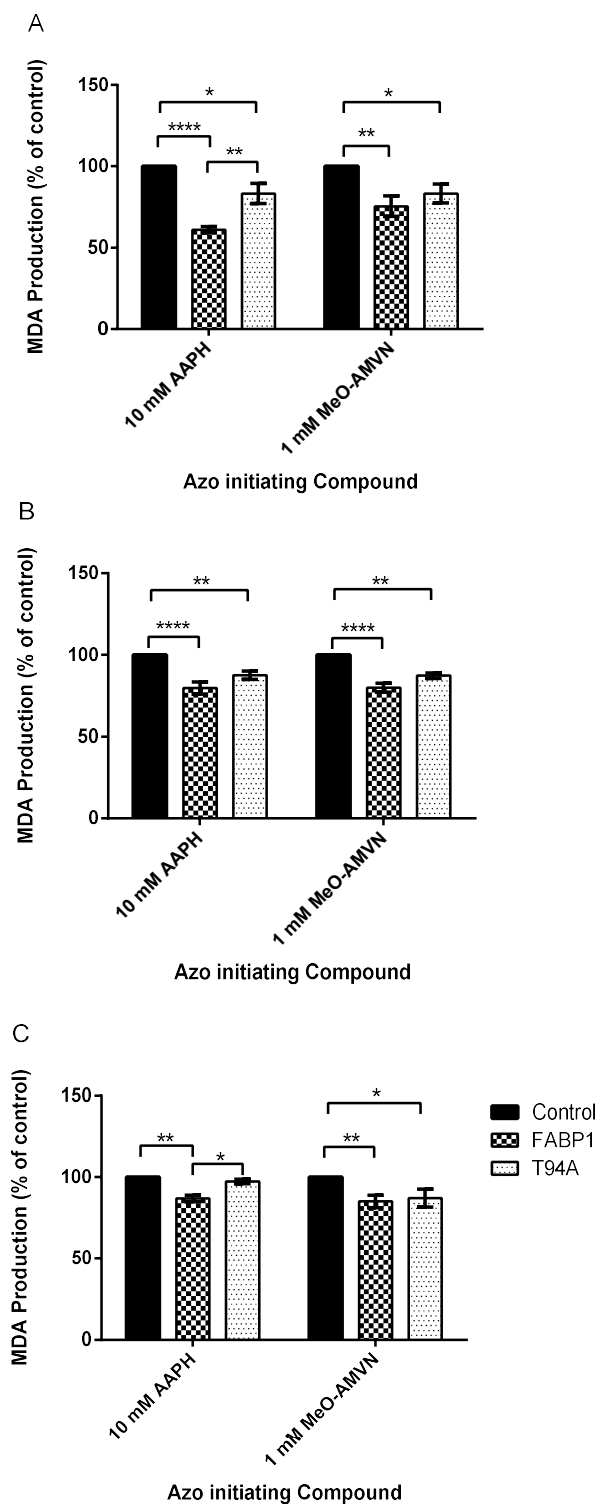 A
MDA Production (% of control)
150
100
50
0
*
****
**
*
**
10 mM AAPH
1 mM MeO-AMVN
Azo initiating Compound
B
MDA Production (% of control)
150
100
50
0
**
****
**
****
10 mM AAPH
1 mM MeO-AMVN
Azo initiating Compound
C
MDA Production (% of control)
150
100
50
0
**
*
*
**
10 mM AAPH
1 mM MeO-AMVN
Azo initiating Compound
Control
FABP1
T94A